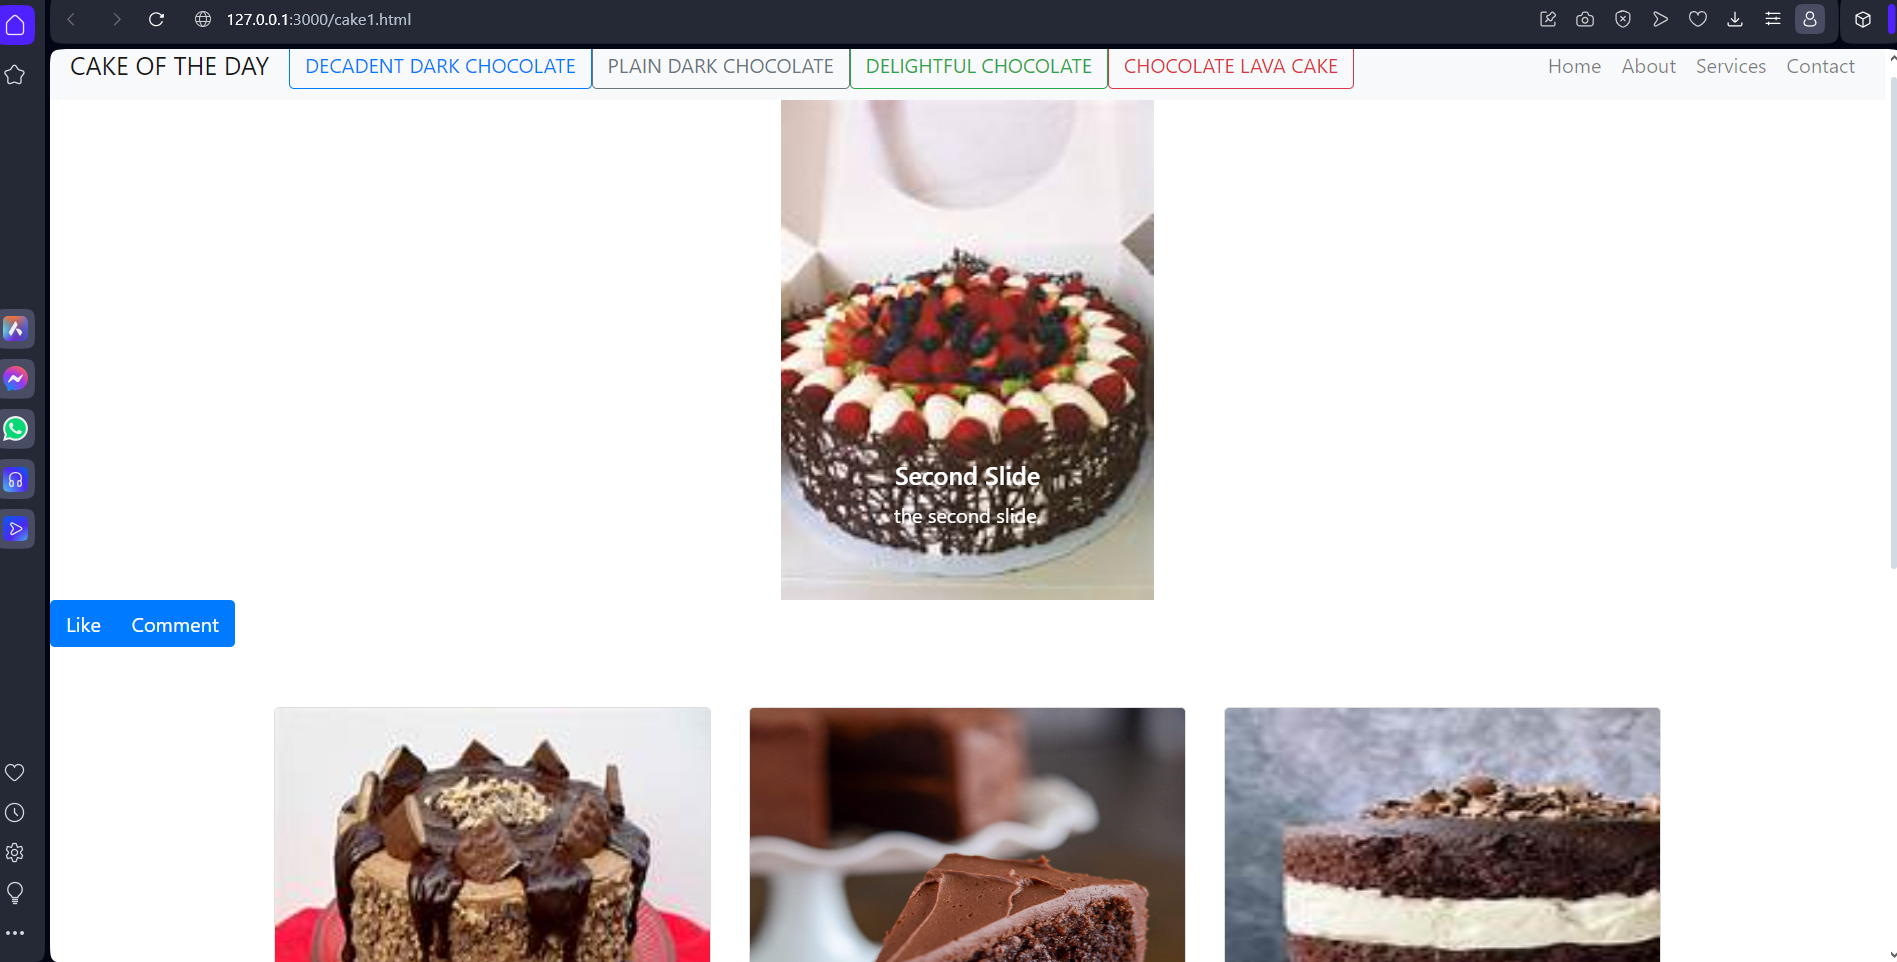 127.0.0.1:3000/cake1.html
CAKE OF THE DAY DECADENT DARK CHOCOLATE PLAIN DARK CHOCOLATE DELIGHTFUL CHOCOLATE CHOCOLATE LAVA CAKE Home About Services Contact
Second Slide
the second slide.
Like Comment